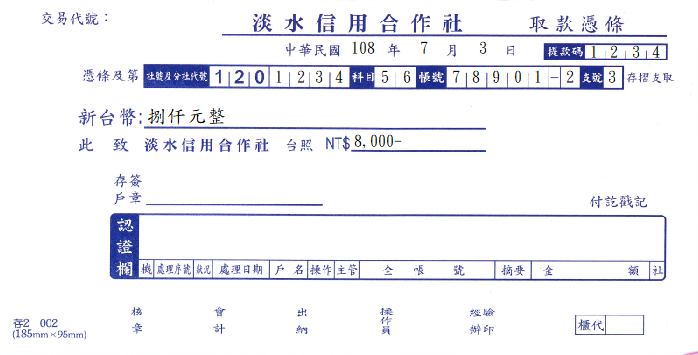 交易代號：
淡水信用合作社 取款憑條
中華民國 108 年 7 月 3 日 提款碼 1 2 3 4
憑條及第 社號及分社代號 1 2 0 1 2 3 4 科目 5 6 帳號 7 8 9 0 1 - 2 支號 3 存摺支取
新台幣: 捌仟元整
此 致 淡水信用合作社 台照 NT$ 8,000-
存簽
戶章
付訖戳記
認證欄
機 處理序號 狀況 處理日期 戶名 操作 主管 全帳號 摘要 金額 社
核章 會計 出納 操作員 經辦 驗印
櫃代
存2 002
(185mm×95mm)